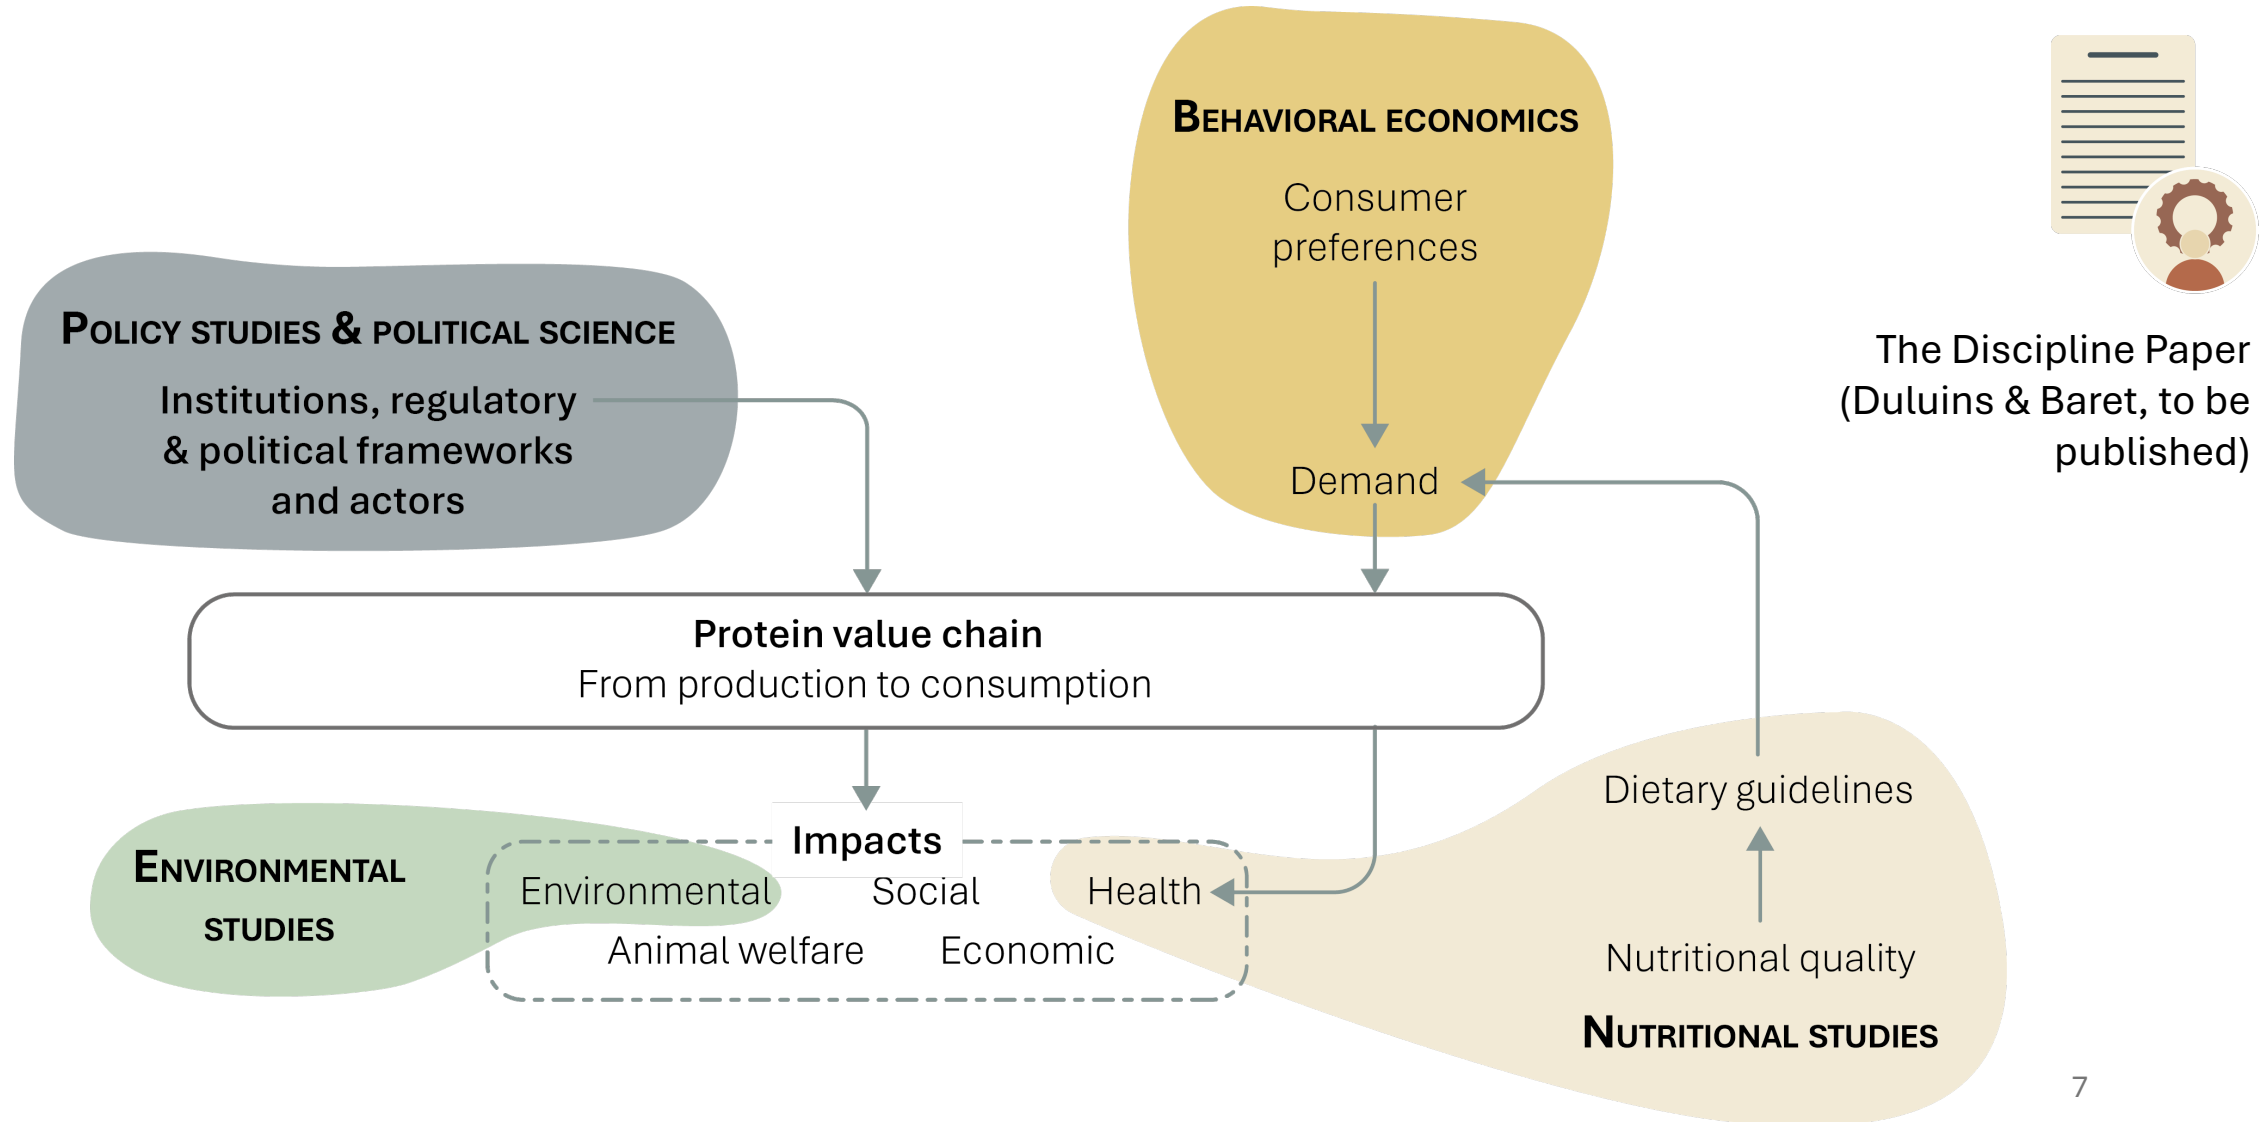 BEHAVIORAL ECONOMICS
Consumer
preferences
Demand
The Discipline Paper
(Duluins & Baret, to be
published)
POLICY STUDIES & POLITICAL SCIENCE
Institutions, regulatory
& political frameworks
and actors
Protein value chain
From production to consumption
Impacts
Environmental Social Health
Animal welfare Economic
ENVIRONMENTAL
STUDIES
Dietary guidelines
Nutritional quality
NUTRITIONAL STUDIES
7